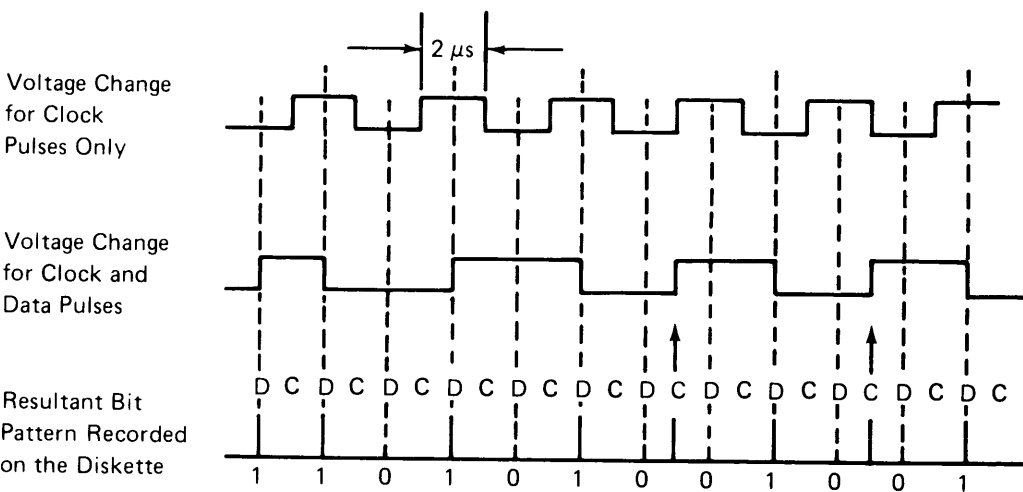 2 μs
Voltage Change
for Clock
Pulses Only
Voltage Change
for Clock and
Data Pulses
D C D C D C D C D C D C D C D C D C D C D C D C
Resultant Bit
Pattern Recorded
on the Diskette
1 1 0 1 0 1 0 0 1 0 0 1